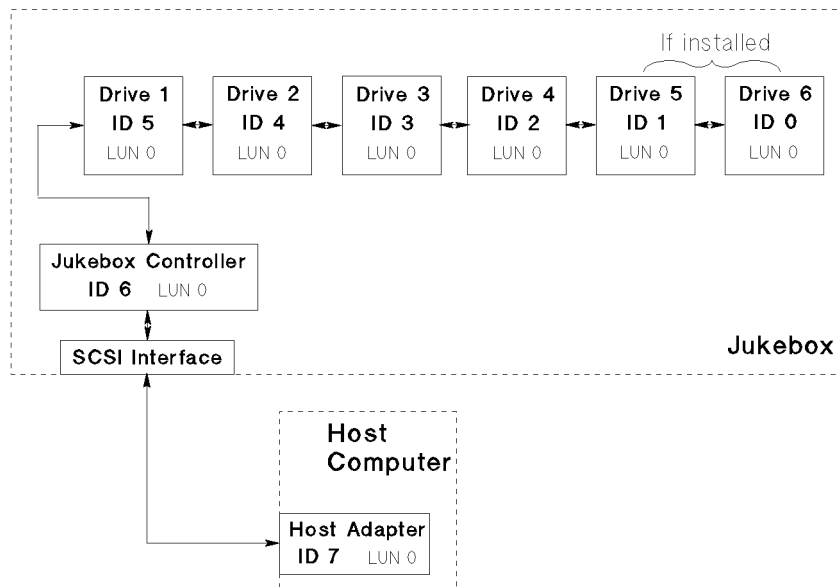 If installed
Drive 1
ID 5
LUN 0
Drive 2
ID 4
LUN 0
Drive 3
ID 3
LUN 0
Drive 4
ID 2
LUN 0
Drive 5
ID 1
LUN 0
Drive 6
ID 0
LUN 0
Jukebox Controller
ID 6 LUN 0
SCSI Interface
Jukebox
Host
Computer
Host Adapter
ID 7 LUN 0